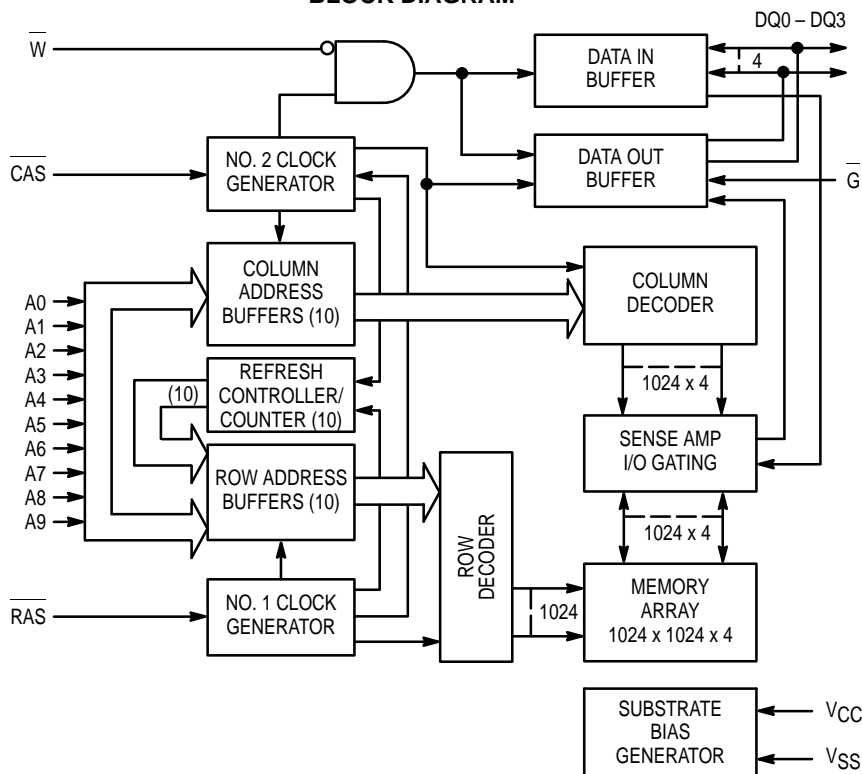 BLOCK DIAGRAM
DQ0 – DQ3
W
4
DATA IN
BUFFER
CAS
NO. 2 CLOCK
GENERATOR
DATA OUT
BUFFER
G
COLUMN
ADDRESS
BUFFERS (10)
COLUMN
DECODER
A0
A1
A2
A3
A4
A5
A6
A7
A8
A9
(10)
REFRESH
CONTROLLER/
COUNTER (10)
1024 x 4
SENSE AMP
I/O GATING
ROW ADDRESS
BUFFERS (10)
1024 x 4
ROW
DECODER
RAS
NO. 1 CLOCK
GENERATOR
1024
MEMORY
ARRAY
1024 x 1024 x 4
SUBSTRATE
BIAS
GENERATOR
VCC
VSS